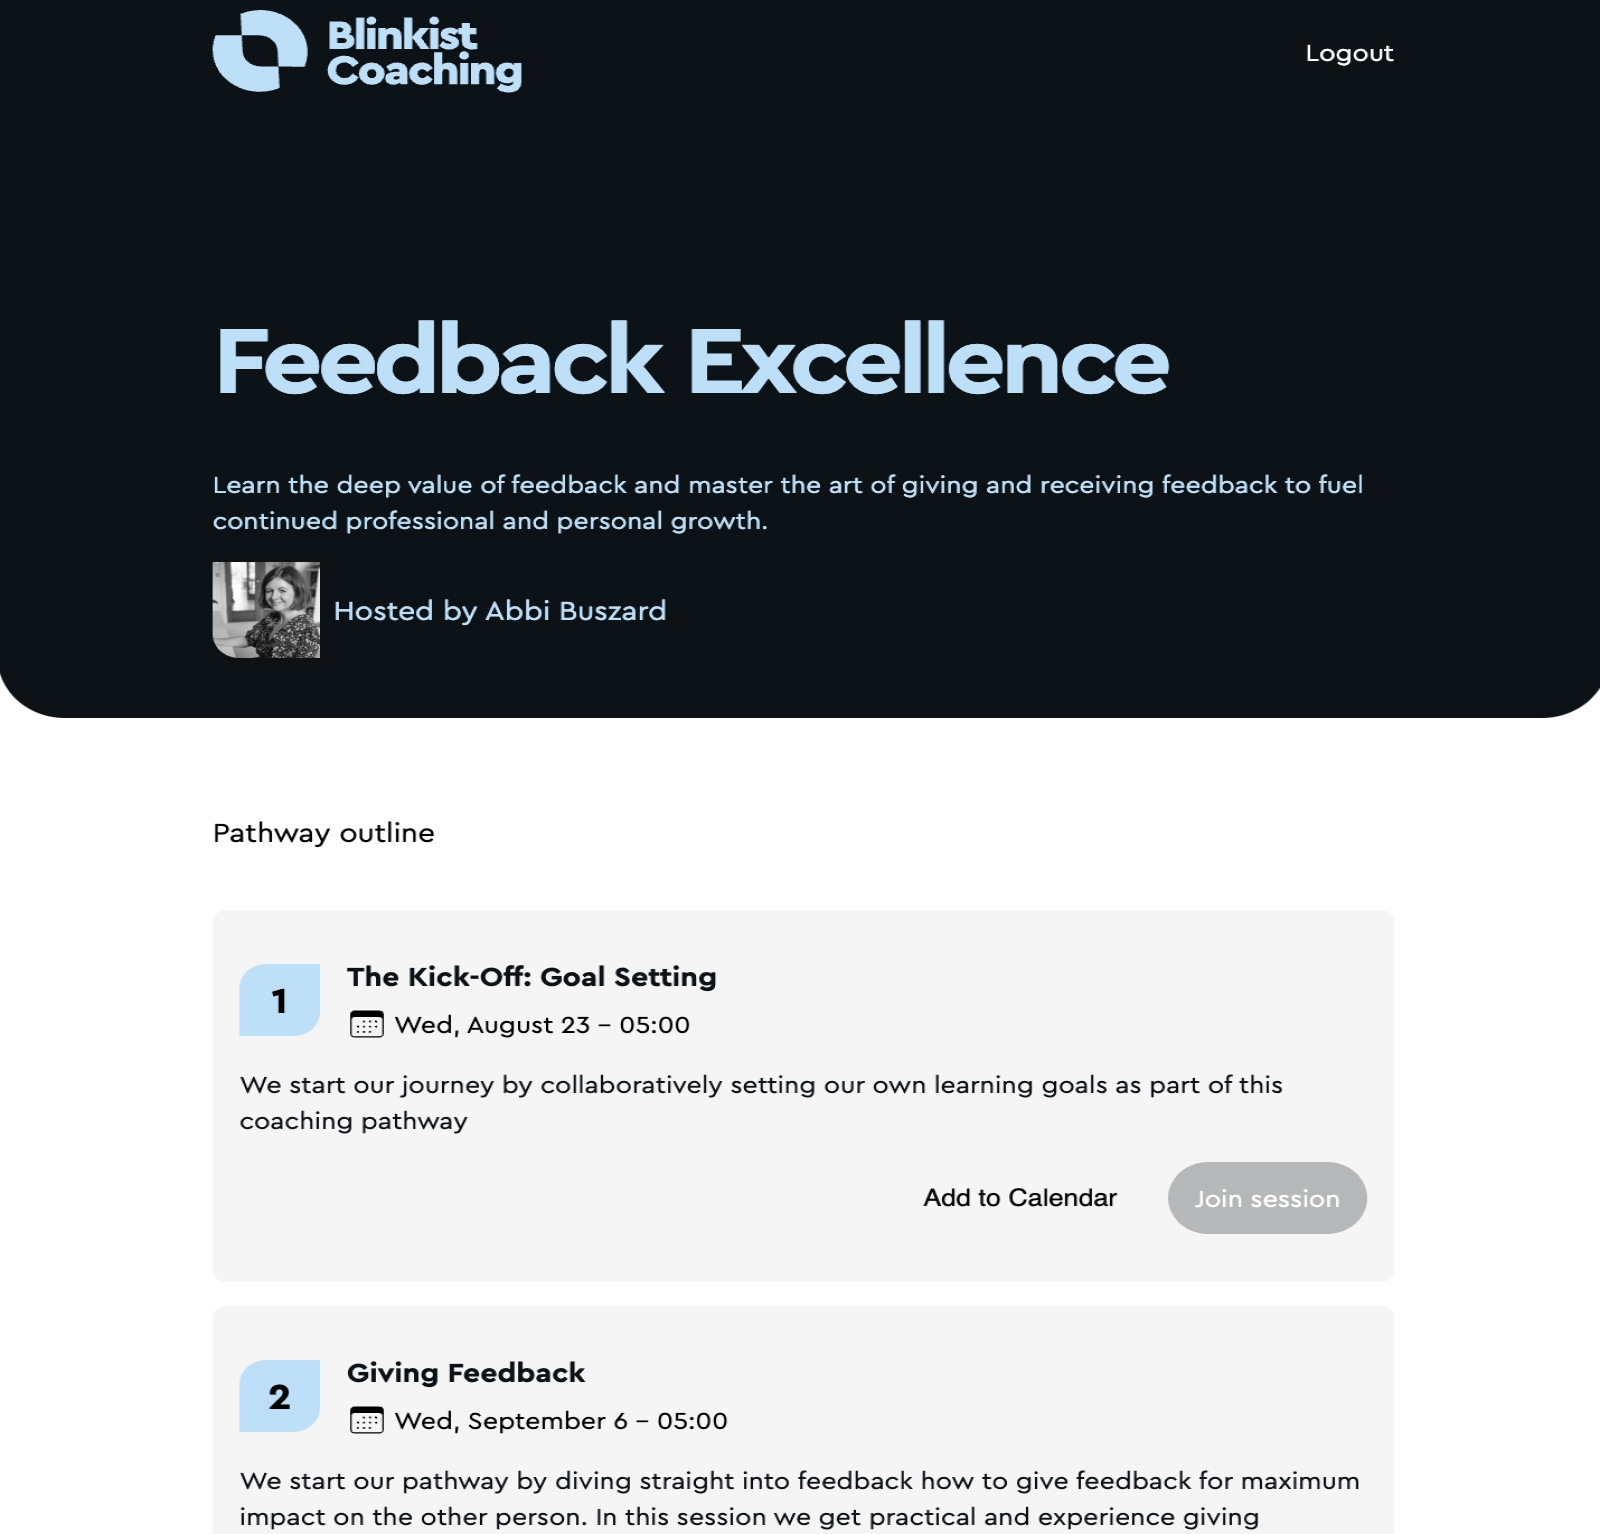 Blinkist
Coaching
Logout
Feedback Excellence
Learn the deep value of feedback and master the art of giving and receiving feedback to fuel
continued professional and personal growth.
Hosted by Abbi Buszard
Pathway outline
1
The Kick-Off: Goal Setting
Wed, August 23 – 05:00
We start our journey by collaboratively setting our own learning goals as part of this
coaching pathway
Add to Calendar
Join session
2
Giving Feedback
Wed, September 6 – 05:00
We start our pathway by diving straight into feedback how to give feedback for maximum
impact on the other person. In this session we get practical and experience giving